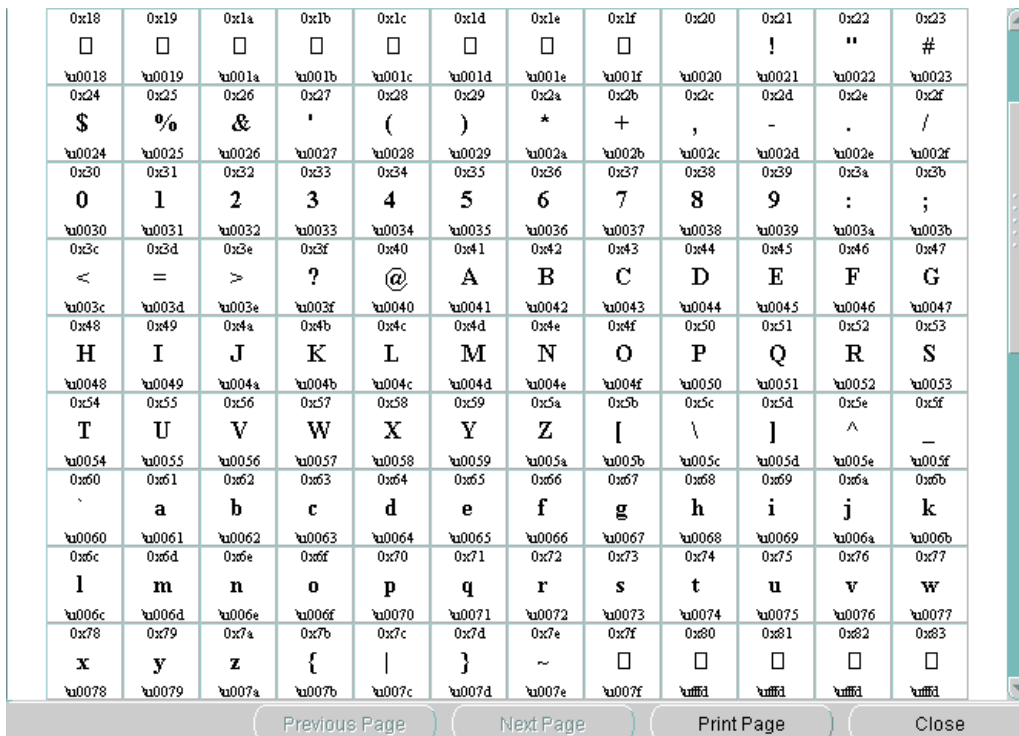 0x18 0x19 0x1a 0x1b 0x1c 0x1d 0x1e 0x1f 0x20 0x21 0x22 0x23
□ □ □ □ □ □ □ □ ! " #
\u0018 \u0019 \u001a \u001b \u001c \u001d \u001e \u001f \u0020 \u0021 \u0022 \u0023
0x24 0x25 0x26 0x27 0x28 0x29 0x2a 0x2b 0x2c 0x2d 0x2e 0x2f
$ % & ' ( ) * + , - . /
\u0024 \u0025 \u0026 \u0027 \u0028 \u0029 \u002a \u002b \u002c \u002d \u002e \u002f
0x30 0x31 0x32 0x33 0x34 0x35 0x36 0x37 0x38 0x39 0x3a 0x3b
0 1 2 3 4 5 6 7 8 9 : ;
\u0030 \u0031 \u0032 \u0033 \u0034 \u0035 \u0036 \u0037 \u0038 \u0039 \u003a \u003b
0x3c 0x3d 0x3e 0x3f 0x40 0x41 0x42 0x43 0x44 0x45 0x46 0x47
< = > ? @ A B C D E F G
\u003c \u003d \u003e \u003f \u0040 \u0041 \u0042 \u0043 \u0044 \u0045 \u0046 \u0047
0x48 0x49 0x4a 0x4b 0x4c 0x4d 0x4e 0x4f 0x50 0x51 0x52 0x53
H I J K L M N O P Q R S
\u0048 \u0049 \u004a \u004b \u004c \u004d \u004e \u004f \u0050 \u0051 \u0052 \u0053
0x54 0x55 0x56 0x57 0x58 0x59 0x5a 0x5b 0x5c 0x5d 0x5e 0x5f
T U V W X Y Z [ \ ] ^ _
\u0054 \u0055 \u0056 \u0057 \u0058 \u0059 \u005a \u005b \u005c \u005d \u005e \u005f
0x60 0x61 0x62 0x63 0x64 0x65 0x66 0x67 0x68 0x69 0x6a 0x6b
` a b c d e f g h i j k
\u0060 \u0061 \u0062 \u0063 \u0064 \u0065 \u0066 \u0067 \u0068 \u0069 \u006a \u006b
0x6c 0x6d 0x6e 0x6f 0x70 0x71 0x72 0x73 0x74 0x75 0x76 0x77
l m n o p q r s t u v w
\u006c \u006d \u006e \u006f \u0070 \u0071 \u0072 \u0073 \u0074 \u0075 \u0076 \u0077
0x78 0x79 0x7a 0x7b 0x7c 0x7d 0x7e 0x7f 0x80 0x81 0x82 0x83
x y z { | } ~ □ □ □ □ □
\u0078 \u0079 \u007a \u007b \u007c \u007d \u007e \u007f \ufffd \ufffd \ufffd \ufffd
Previous Page Next Page Print Page Close